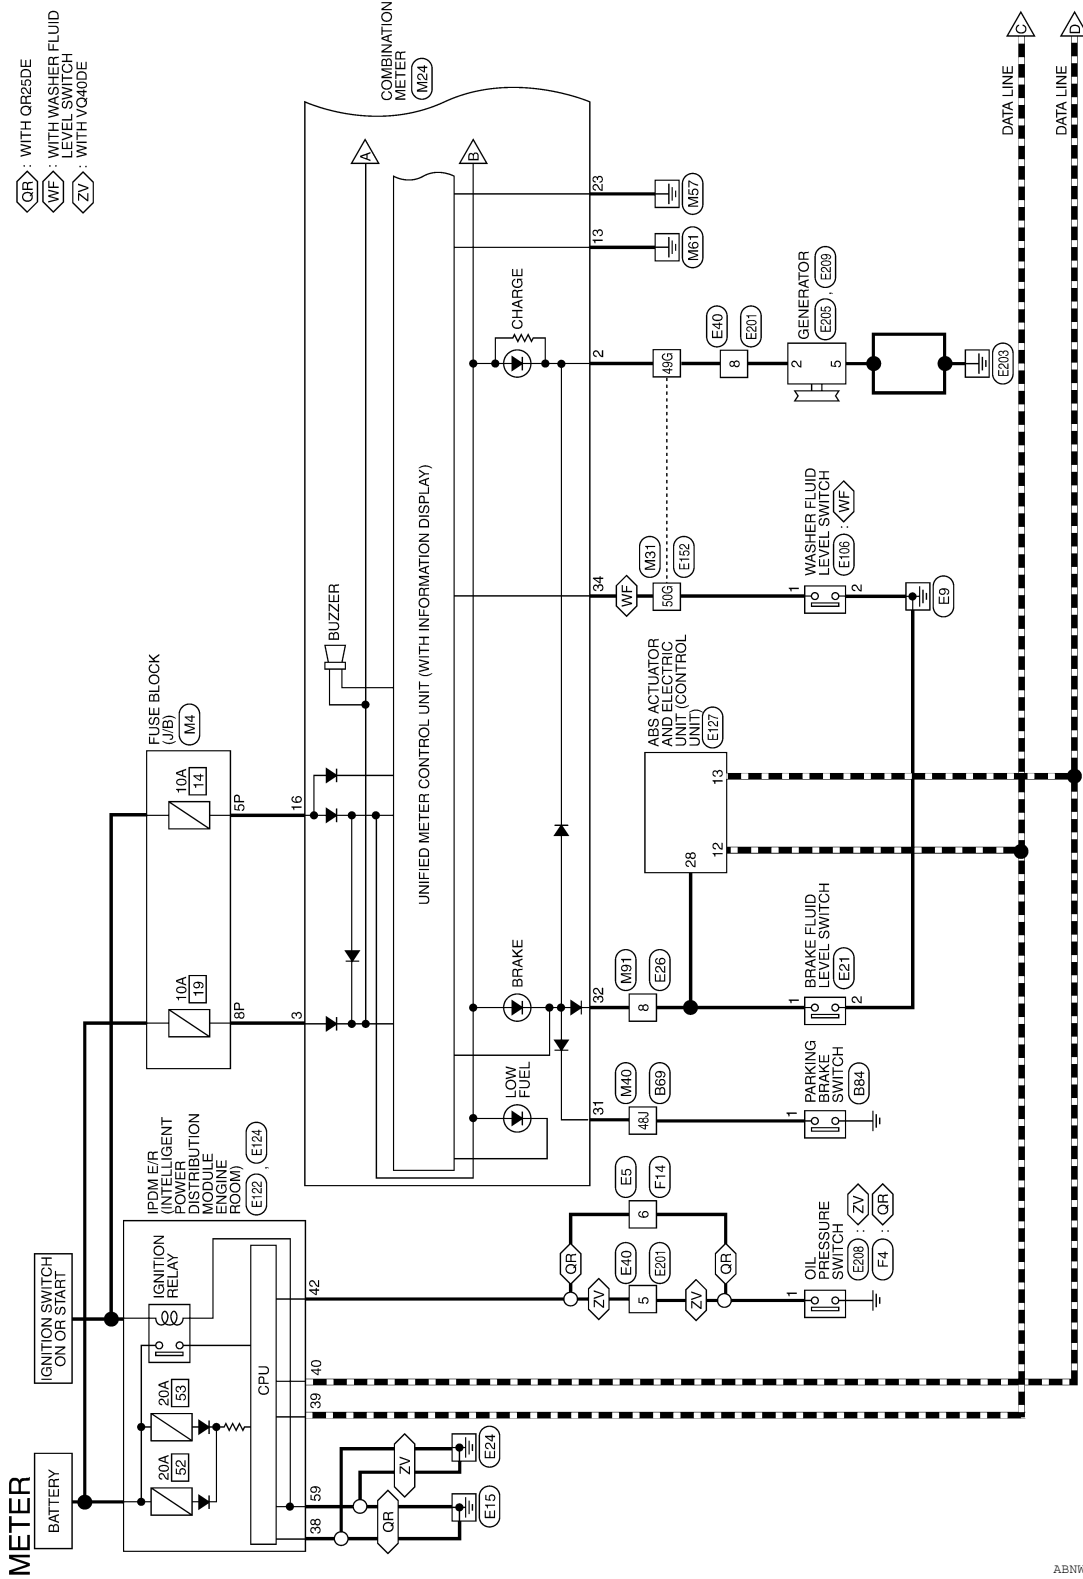 METER
QR : WITH QR25DE
WF : WITH WASHER FLUID
LEVEL SWITCH
ZV : WITH VQ40DE
BATTERY
IGNITION SWITCH
ON OR START
IPDM E/R
(INTELLIGENT
POWER
DISTRIBUTION
MODULE
ENGINE
ROOM)
E122 , E124
20A
52
20A
53
IGNITION
RELAY
CPU
38
59
39
40
42
FUSE BLOCK
(J/B)
M4
10A
19
10A
14
8P
5P
3
16
COMBINATION
METER
M24
BUZZER
A
B
UNIFIED METER CONTROL UNIT (WITH INFORMATION DISPLAY)
LOW
FUEL
BRAKE
CHARGE
31
32
34
2
13
23
M61
M57
QR
ZV
E15
E24
QR
ZV
E40
5
E201
ZV
QR
E5
6
F14
1
OIL
PRESSURE
SWITCH
E208 : ZV
F4 : QR
M40
48J
B69
1
PARKING
BRAKE
SWITCH
B84
M91
8
E26
1
2
BRAKE FLUID
LEVEL SWITCH
E21
28
12
13
ABS ACTUATOR
AND ELECTRIC
UNIT (CONTROL
UNIT)
E127
WF
M31
50G
E152
1
2
WASHER FLUID
LEVEL SWITCH
E106 : WF
E9
49G
E40
8
E201
2
5
GENERATOR
E205 , E209
E203
DATA LINE
C
DATA LINE
D
ABNW